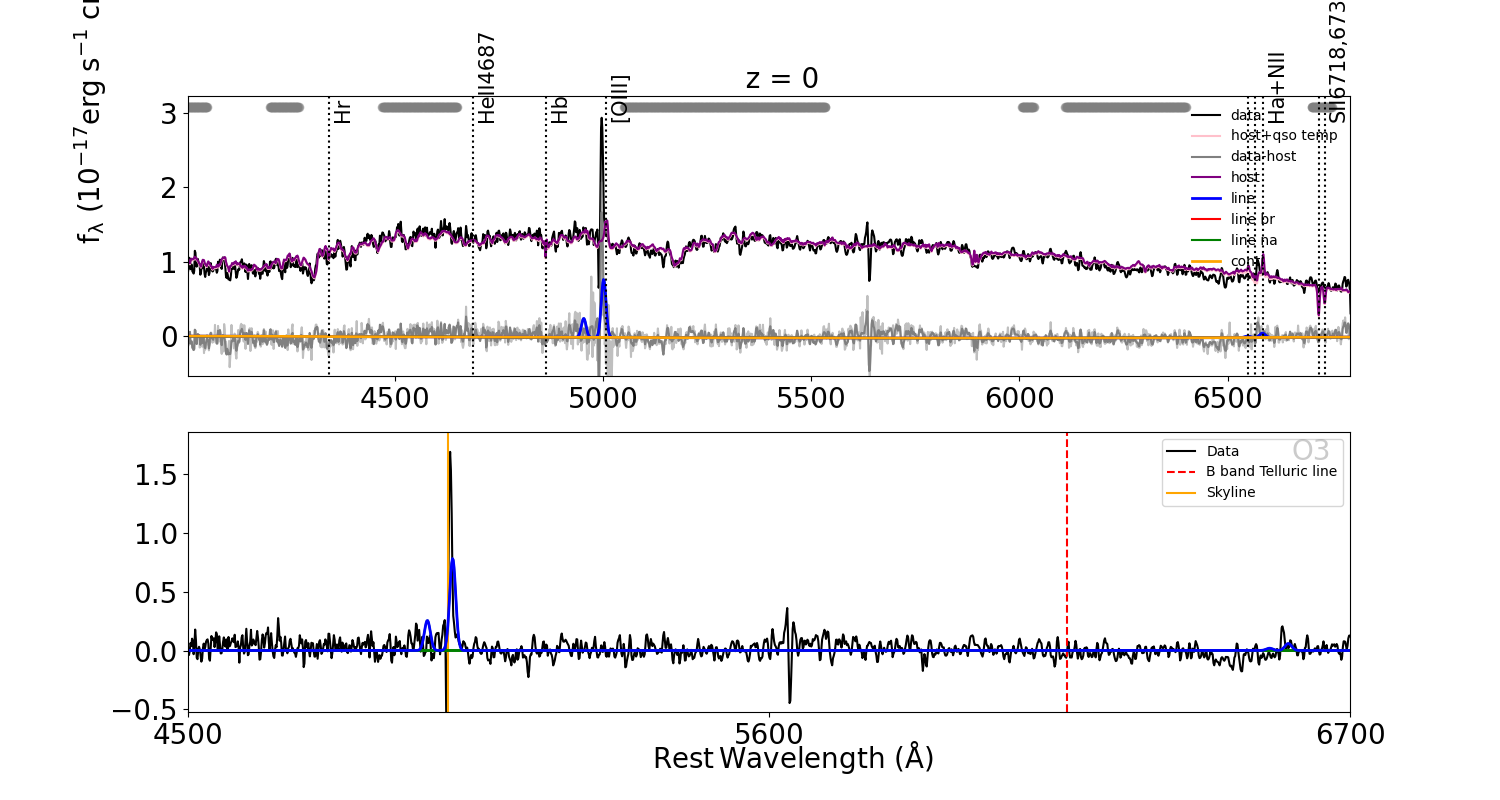 z = 0
Hr
HeII4687
Hb
[OIII]
Ha+NII
SII6718,673
f_λ (10^−17 erg s^−1 c
3
2
1
0
data
host+qso temp
data-host
host
line
line br
line na
cont
4500
5000
5500
6000
6500
O3
Data
B band Telluric line
Skyline
1.5
1.0
0.5
0.0
−0.5
4500
5600
6700
Rest Wavelength (Å)